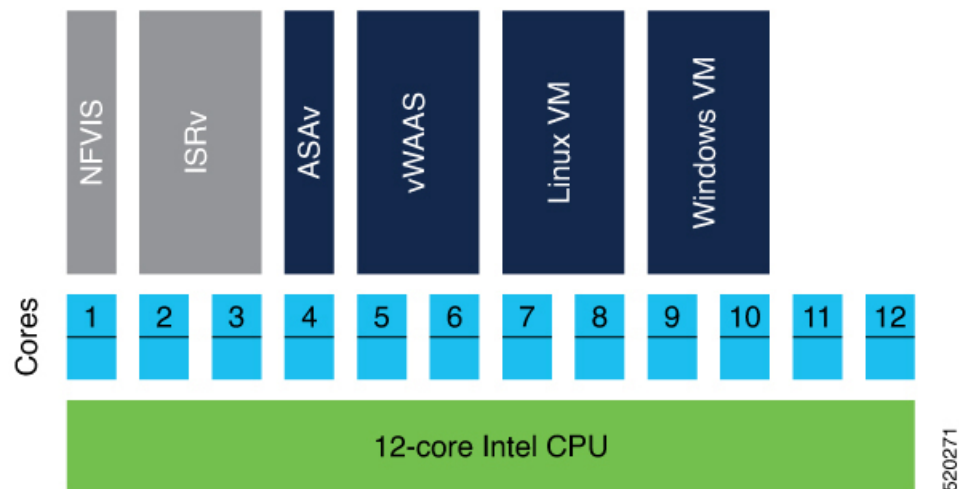 NFVIS
ISRv
ASAv
vWAAS
Linux VM
Windows VM
Cores
1 2 3 4 5 6 7 8 9 10 11 12
12-core Intel CPU
520271